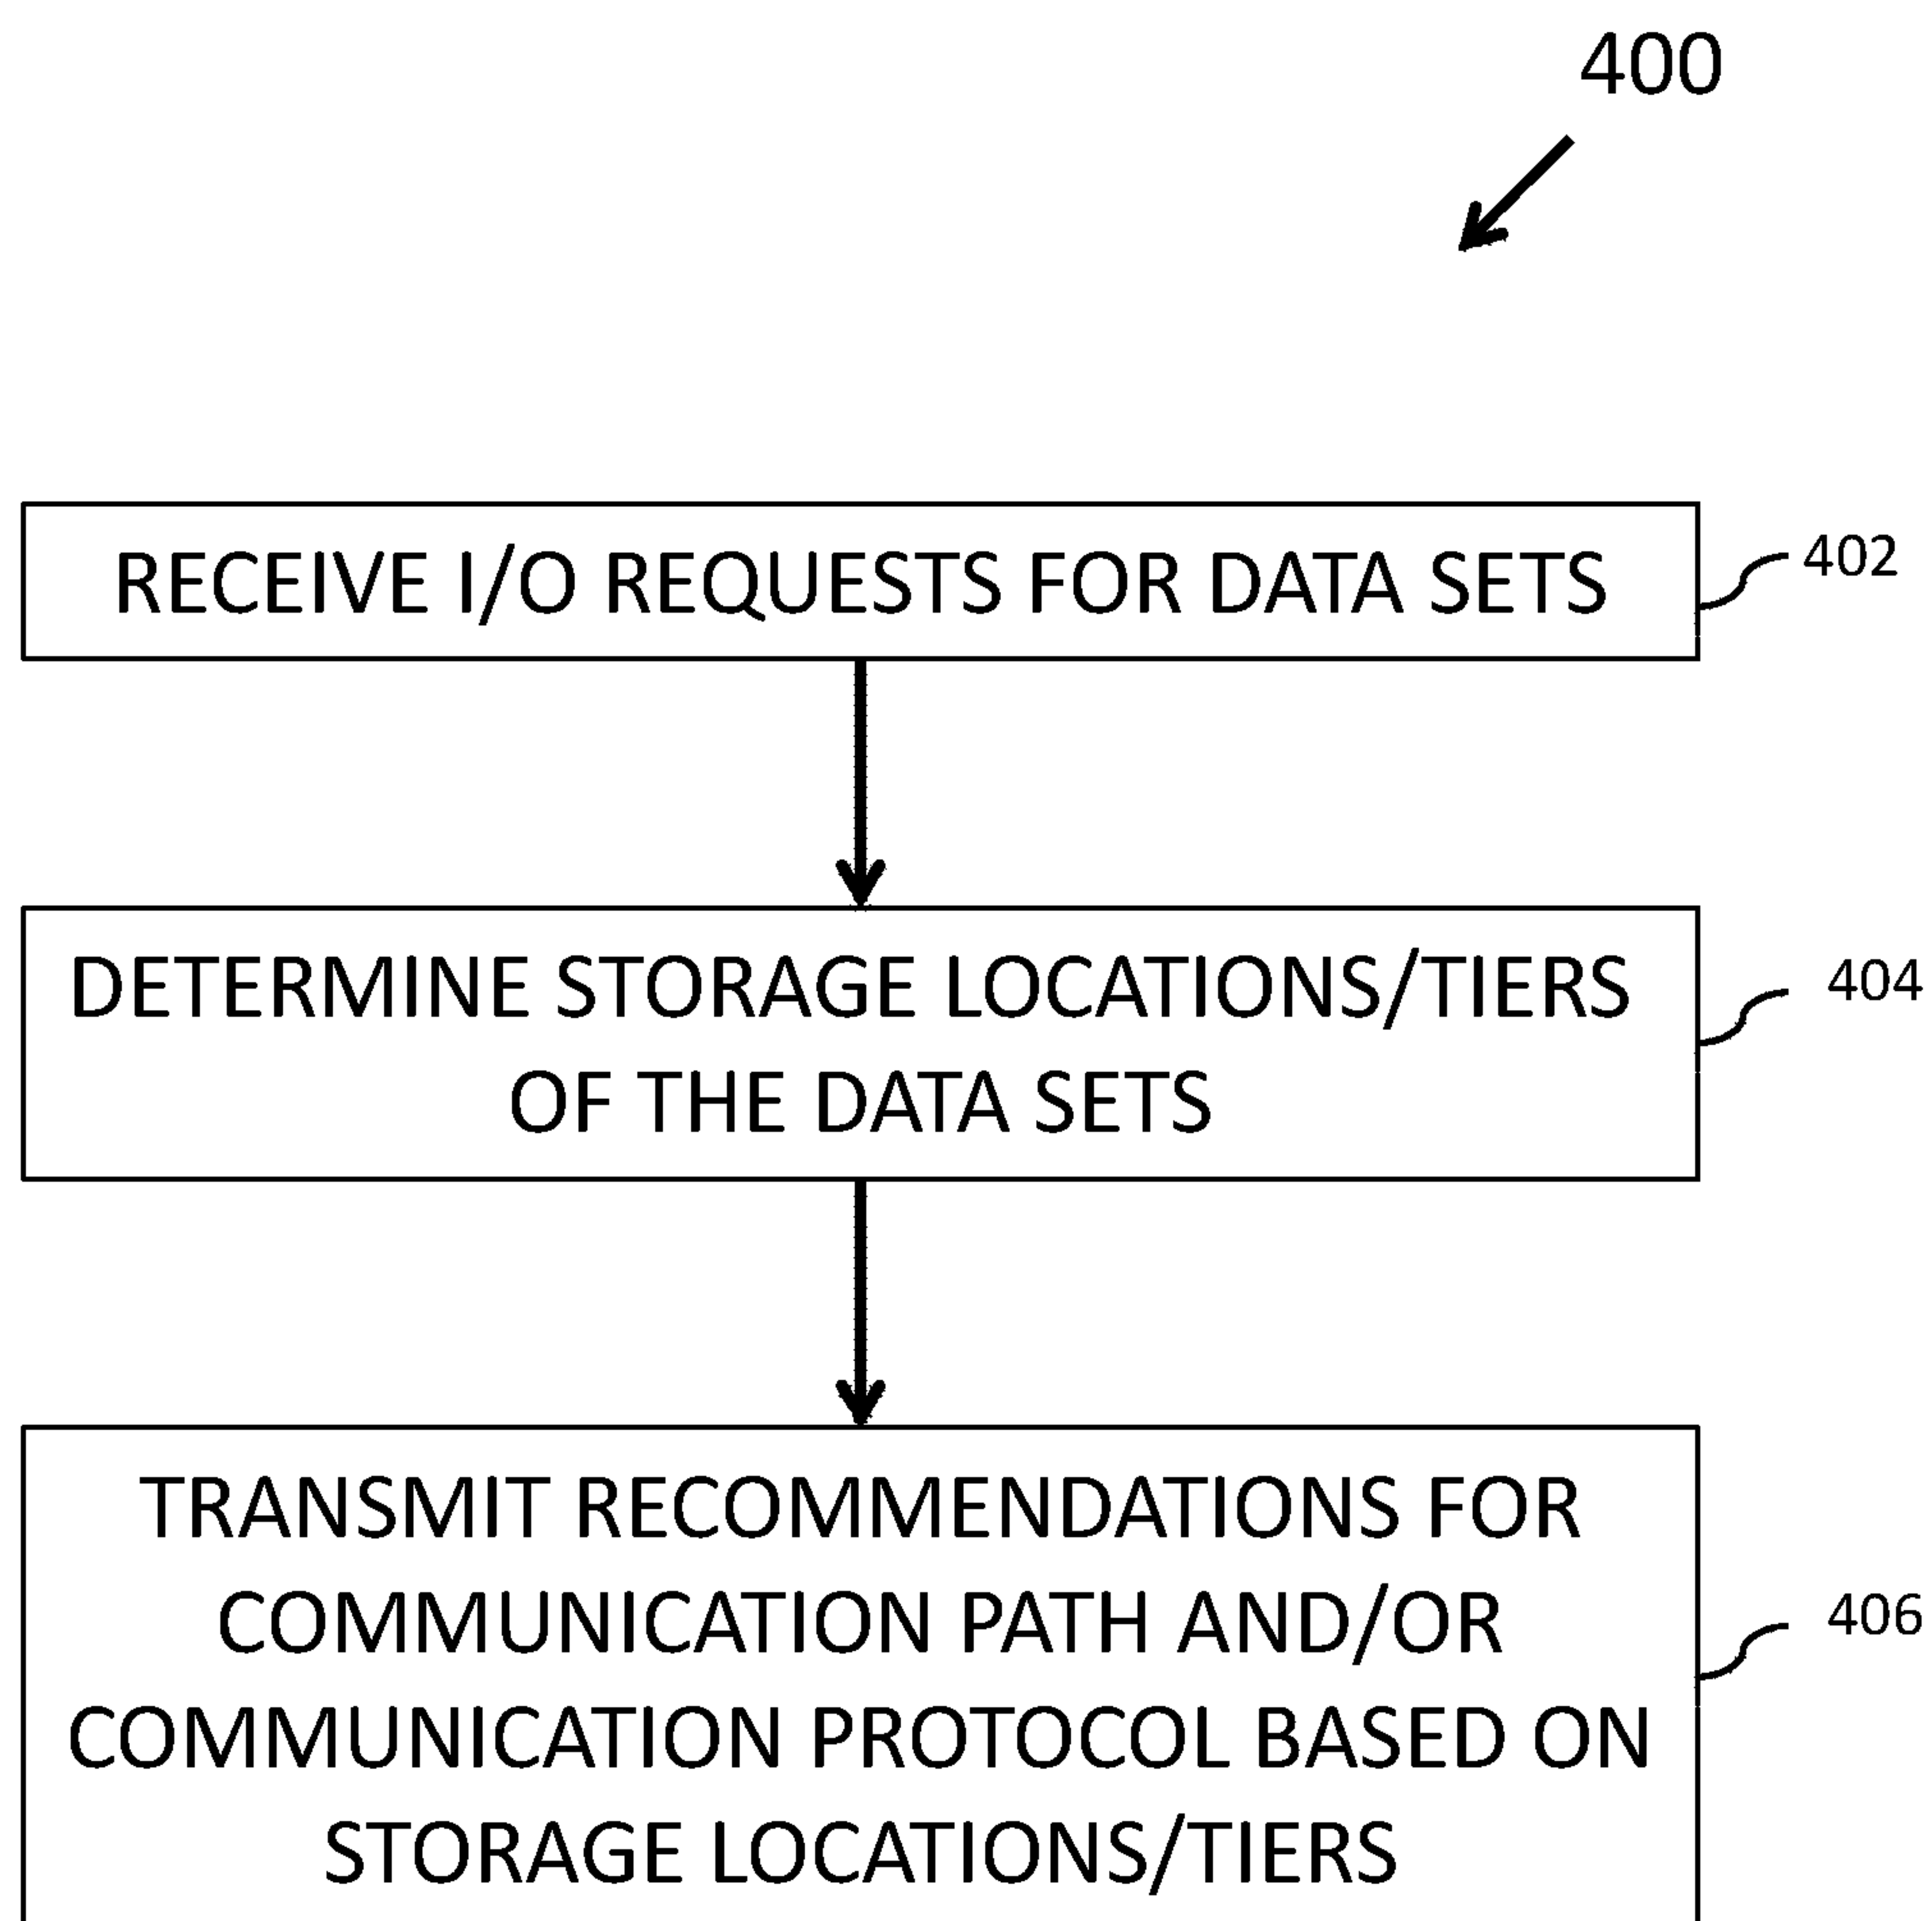 400
RECEIVE I/O REQUESTS FOR DATA SETS
402
DETERMINE STORAGE LOCATIONS/TIERS
OF THE DATA SETS
404
TRANSMIT RECOMMENDATIONS FOR
COMMUNICATION PATH AND/OR
COMMUNICATION PROTOCOL BASED ON
STORAGE LOCATIONS/TIERS
406